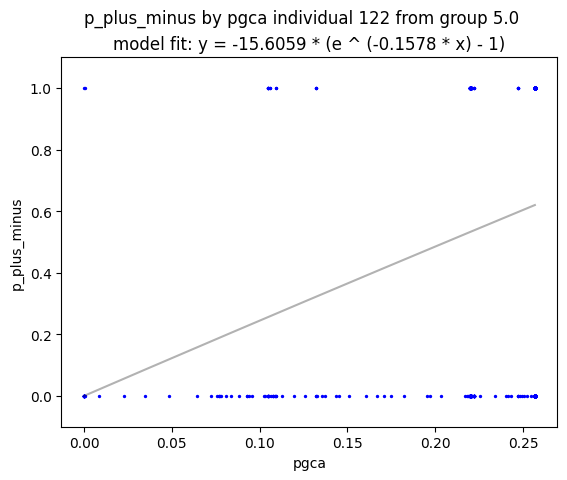 p_plus_minus by pgca individual 122 from group 5.0
model fit: y = -15.6059 * (e ^ (-0.1578 * x) - 1)
1.0
0.8
0.6
0.4
0.2
0.0
p_plus_minus
0.00 0.05 0.10 0.15 0.20 0.25
pgca